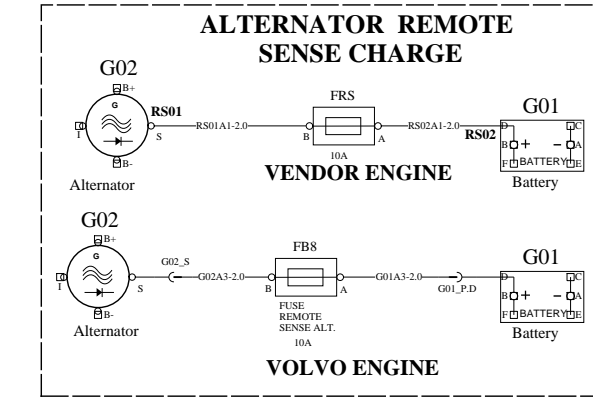 ALTERNATOR REMOTE
SENSE CHARGE
G02
B+
G
RS01
I
S
RS01A1-2.0
FRS
B
A
10A
RS02A1-2.0
RS02
G01
D
C
B
+
-
A
F
BATTERY
E
B-
Alternator
VENDOR ENGINE
Battery
G02
B+
G
I
S
G02_S
G02A3-2.0
FB8
B
A
FUSE
REMOTE
SENSE ALT.
10A
G01A3-2.0
G01_P.D
G01
D
C
B
+
-
A
F
BATTERY
E
B-
Alternator
Battery
VOLVO ENGINE